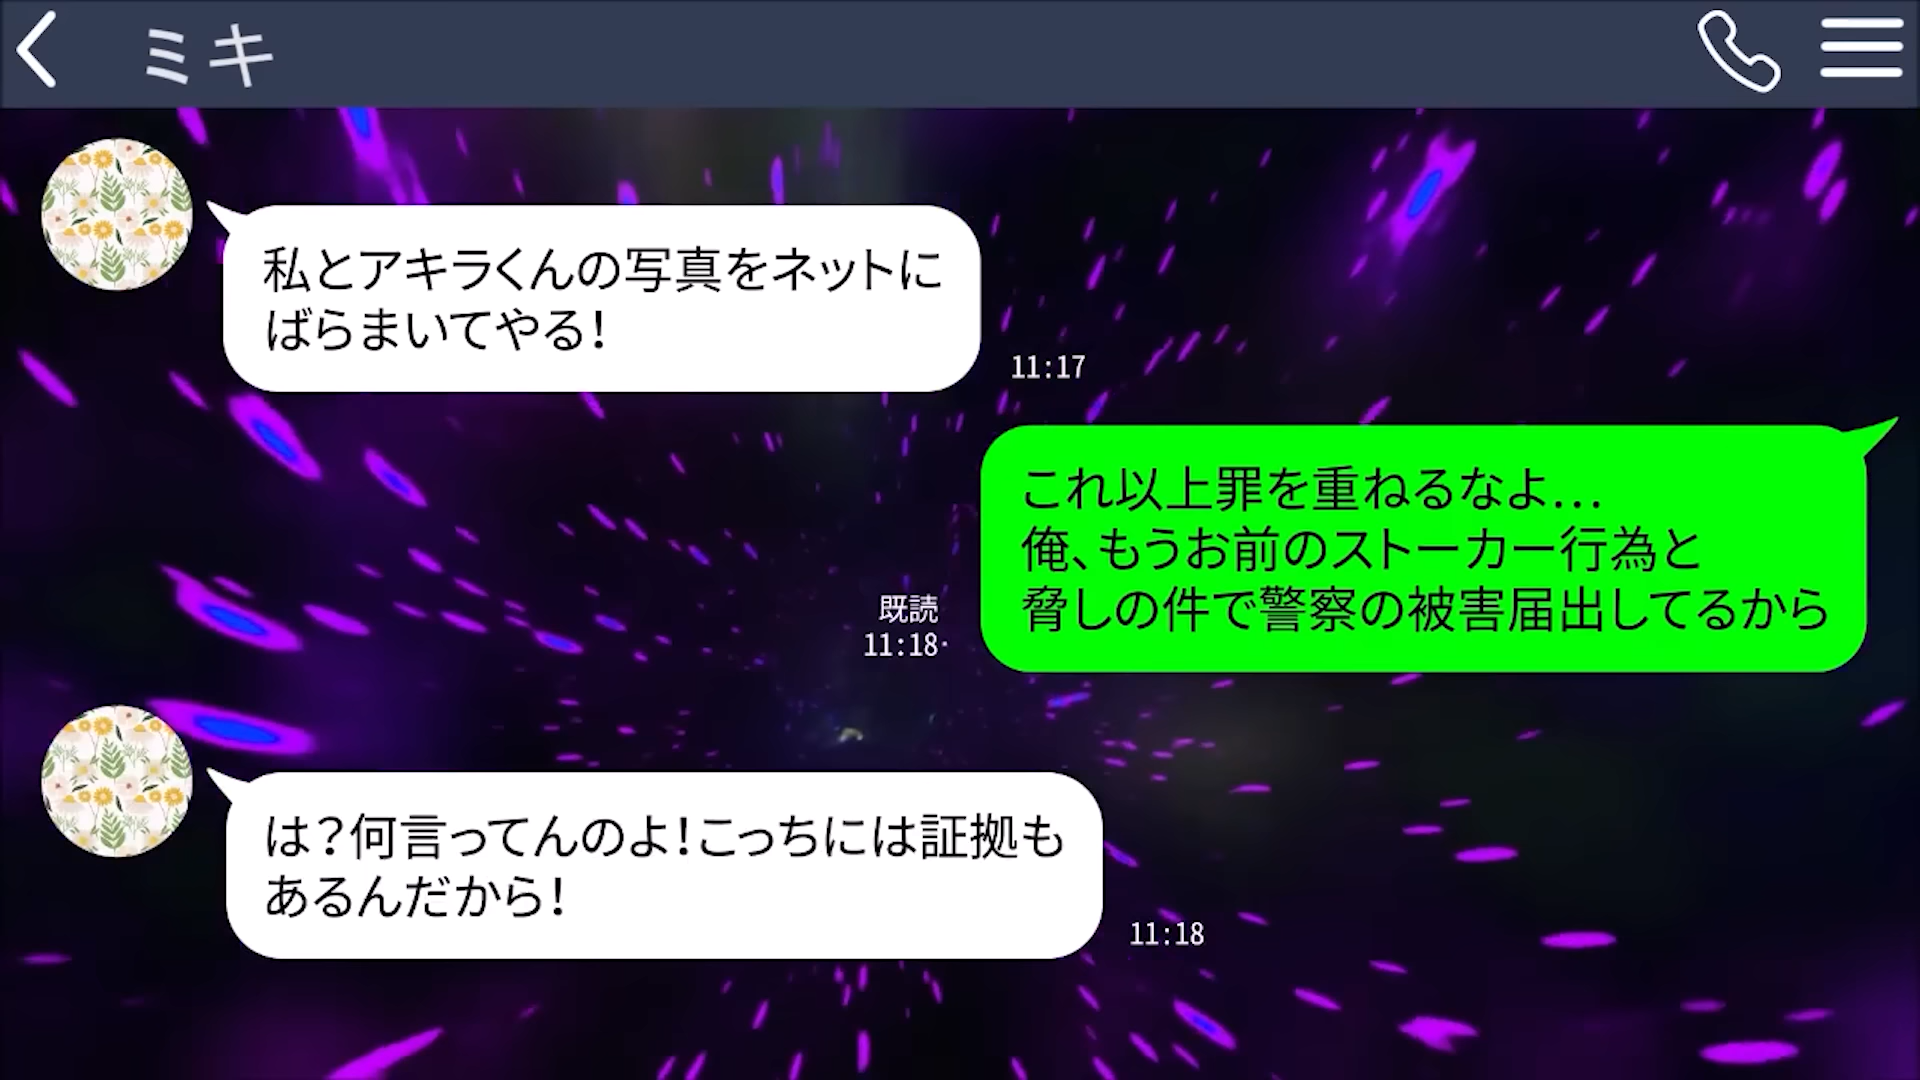 ミキ
私とアキラくんの写真をネットに
ばらまいてやる!
11:17
これ以上罪を重ねるなよ…
俺、もうお前のストーカー行為と
脅しの件で警察の被害届出してるから
既読
11:18
は?何言ってんのよ!こっちには証拠も
あるんだから!
11:18